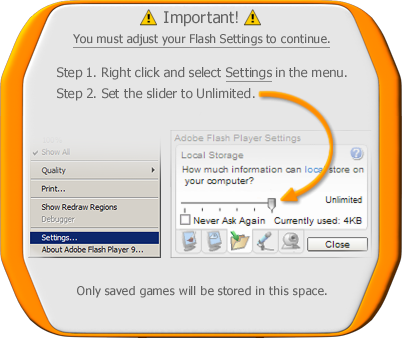 Important!
You must adjust your Flash Settings to continue.
Step 1. Right click and select Settings in the menu.
Step 2. Set the slider to Unlimited.
Show All
Quality
Print...
Show Redraw Regions
Debugger
Settings...
About Adobe Flash Player 9...
Adobe Flash Player Settings
Local Storage
?
How much information can local store on
your computer?
Unlimited
Never Ask Again Currently used: 4KB
Close
Only saved games will be stored in this space.